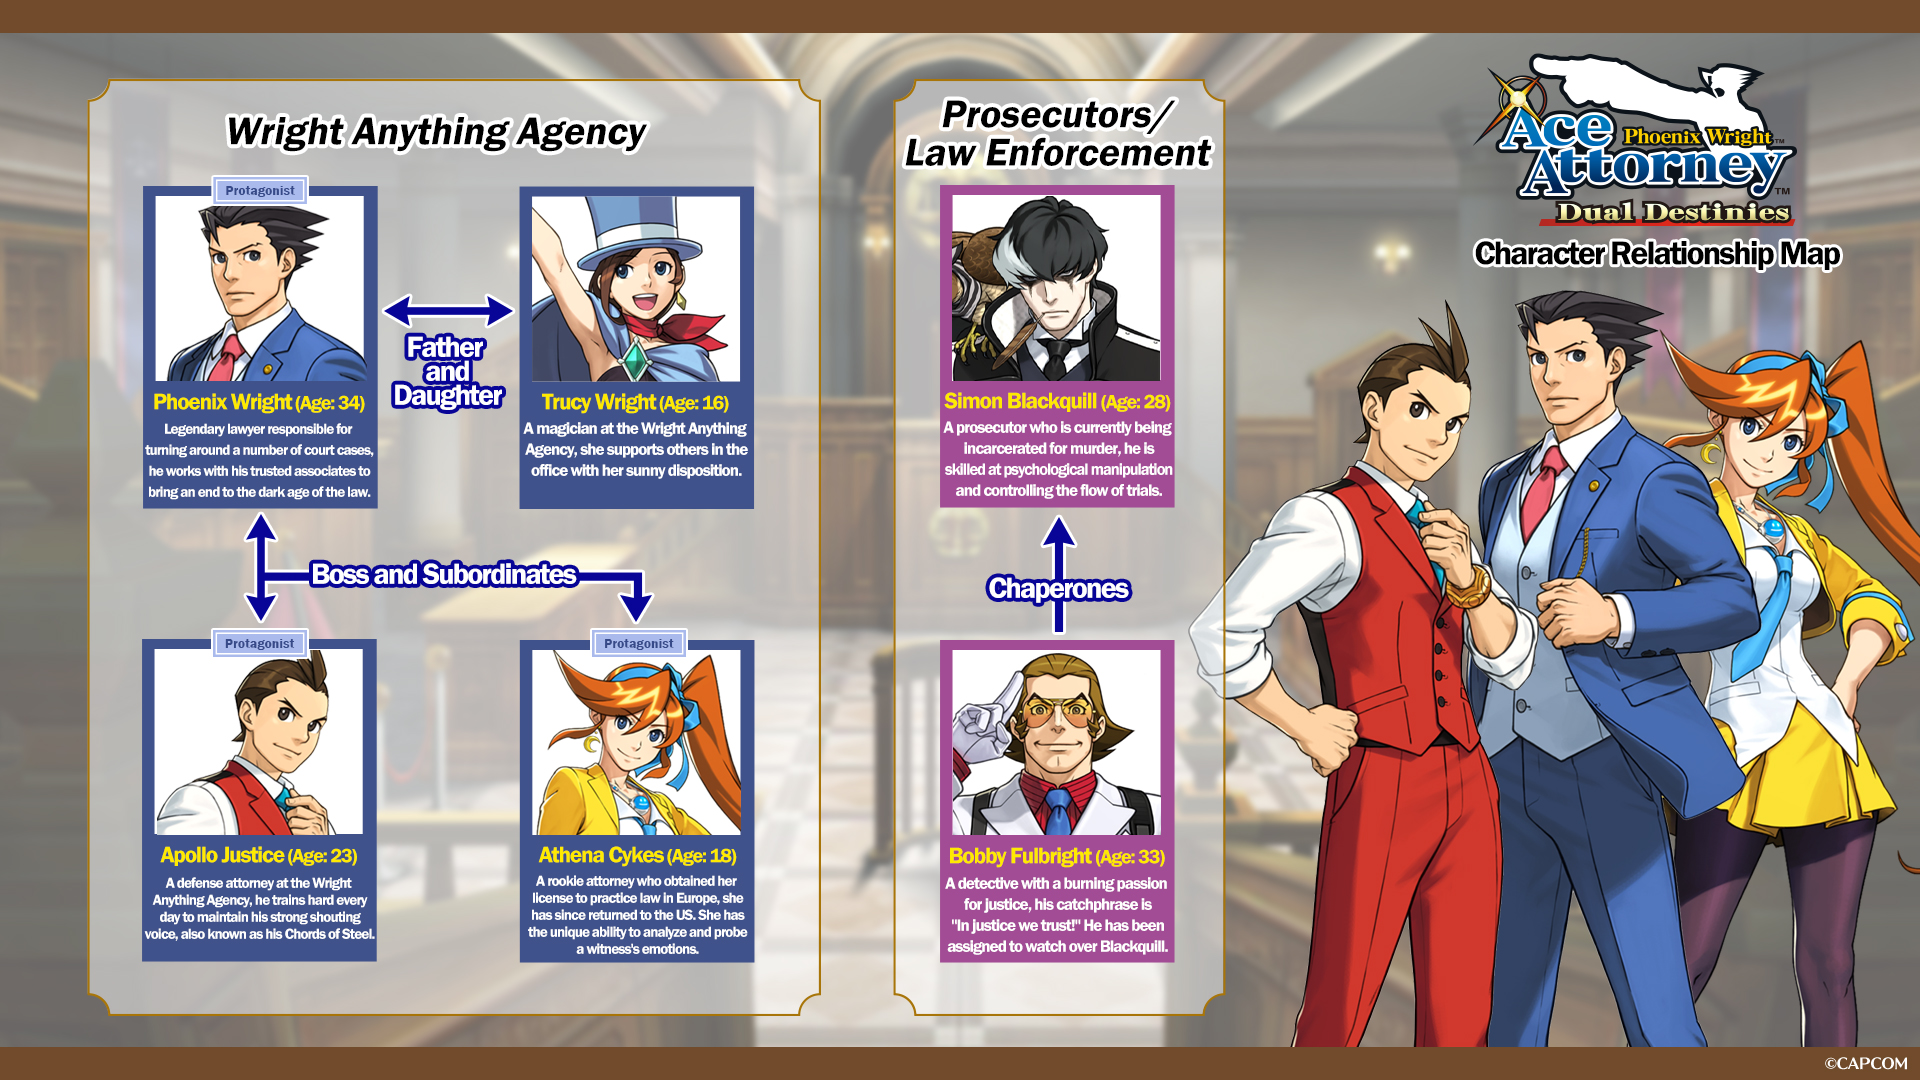 Wright Anything Agency
Protagonist
Phoenix Wright (Age: 34)
Legendary lawyer responsible for
turning around a number of court cases,
he works with his trusted associates to
bring an end to the dark age of the law.
Father
and
Daughter
Trucy Wright (Age: 16)
A magician at the Wright Anything
Agency, she supports others in the
office with her sunny disposition.
Boss and Subordinates
Protagonist
Apollo Justice (Age: 23)
A defense attorney at the Wright
Anything Agency, he trains hard every
day to maintain his strong shouting
voice, also known as his Chords of Steel.
Protagonist
Athena Cykes (Age: 18)
A rookie attorney who obtained her
license to practice law in Europe, she
has since returned to the US. She has
the unique ability to analyze and probe
a witness's emotions.
Prosecutors/
Law Enforcement
Simon Blackquill (Age: 28)
A prosecutor who is currently being
incarcerated for murder, he is
skilled at psychological manipulation
and controlling the flow of trials.
Chaperones
Bobby Fulbright (Age: 33)
A detective with a burning passion
for justice, his catchphrase is
"In justice we trust!" He has been
assigned to watch over Blackquill.
Phoenix Wright™
Ace
Attorney™
Dual Destinies
Character Relationship Map
©CAPCOM